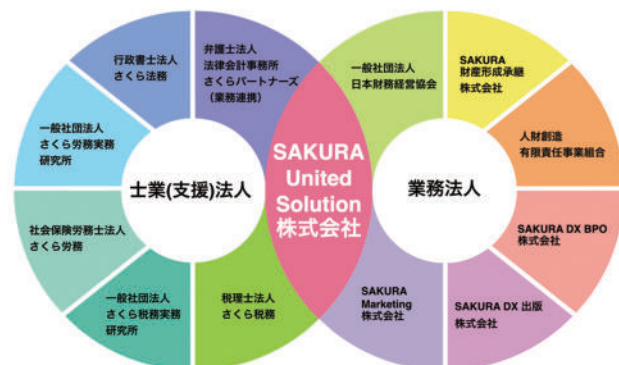 行政書士法人
さくら法務
弁護士法人
法律会計事務所
さくらパートナーズ
（業務連携）
一般社団法人
日本財務経営協会
SAKURA
財産形成承継
株式会社
一般社団法人
さくら労務実務
研究所
人財創造
有限責任事業組合
士業(支援)法人
SAKURA
United
Solution
株式会社
業務法人
社会保険労務士法人
さくら労務
SAKURA DX BPO
株式会社
一般社団法人
さくら税務実務
研究所
税理士法人
さくら税務
SAKURA
Marketing
株式会社
SAKURA DX 出版
株式会社